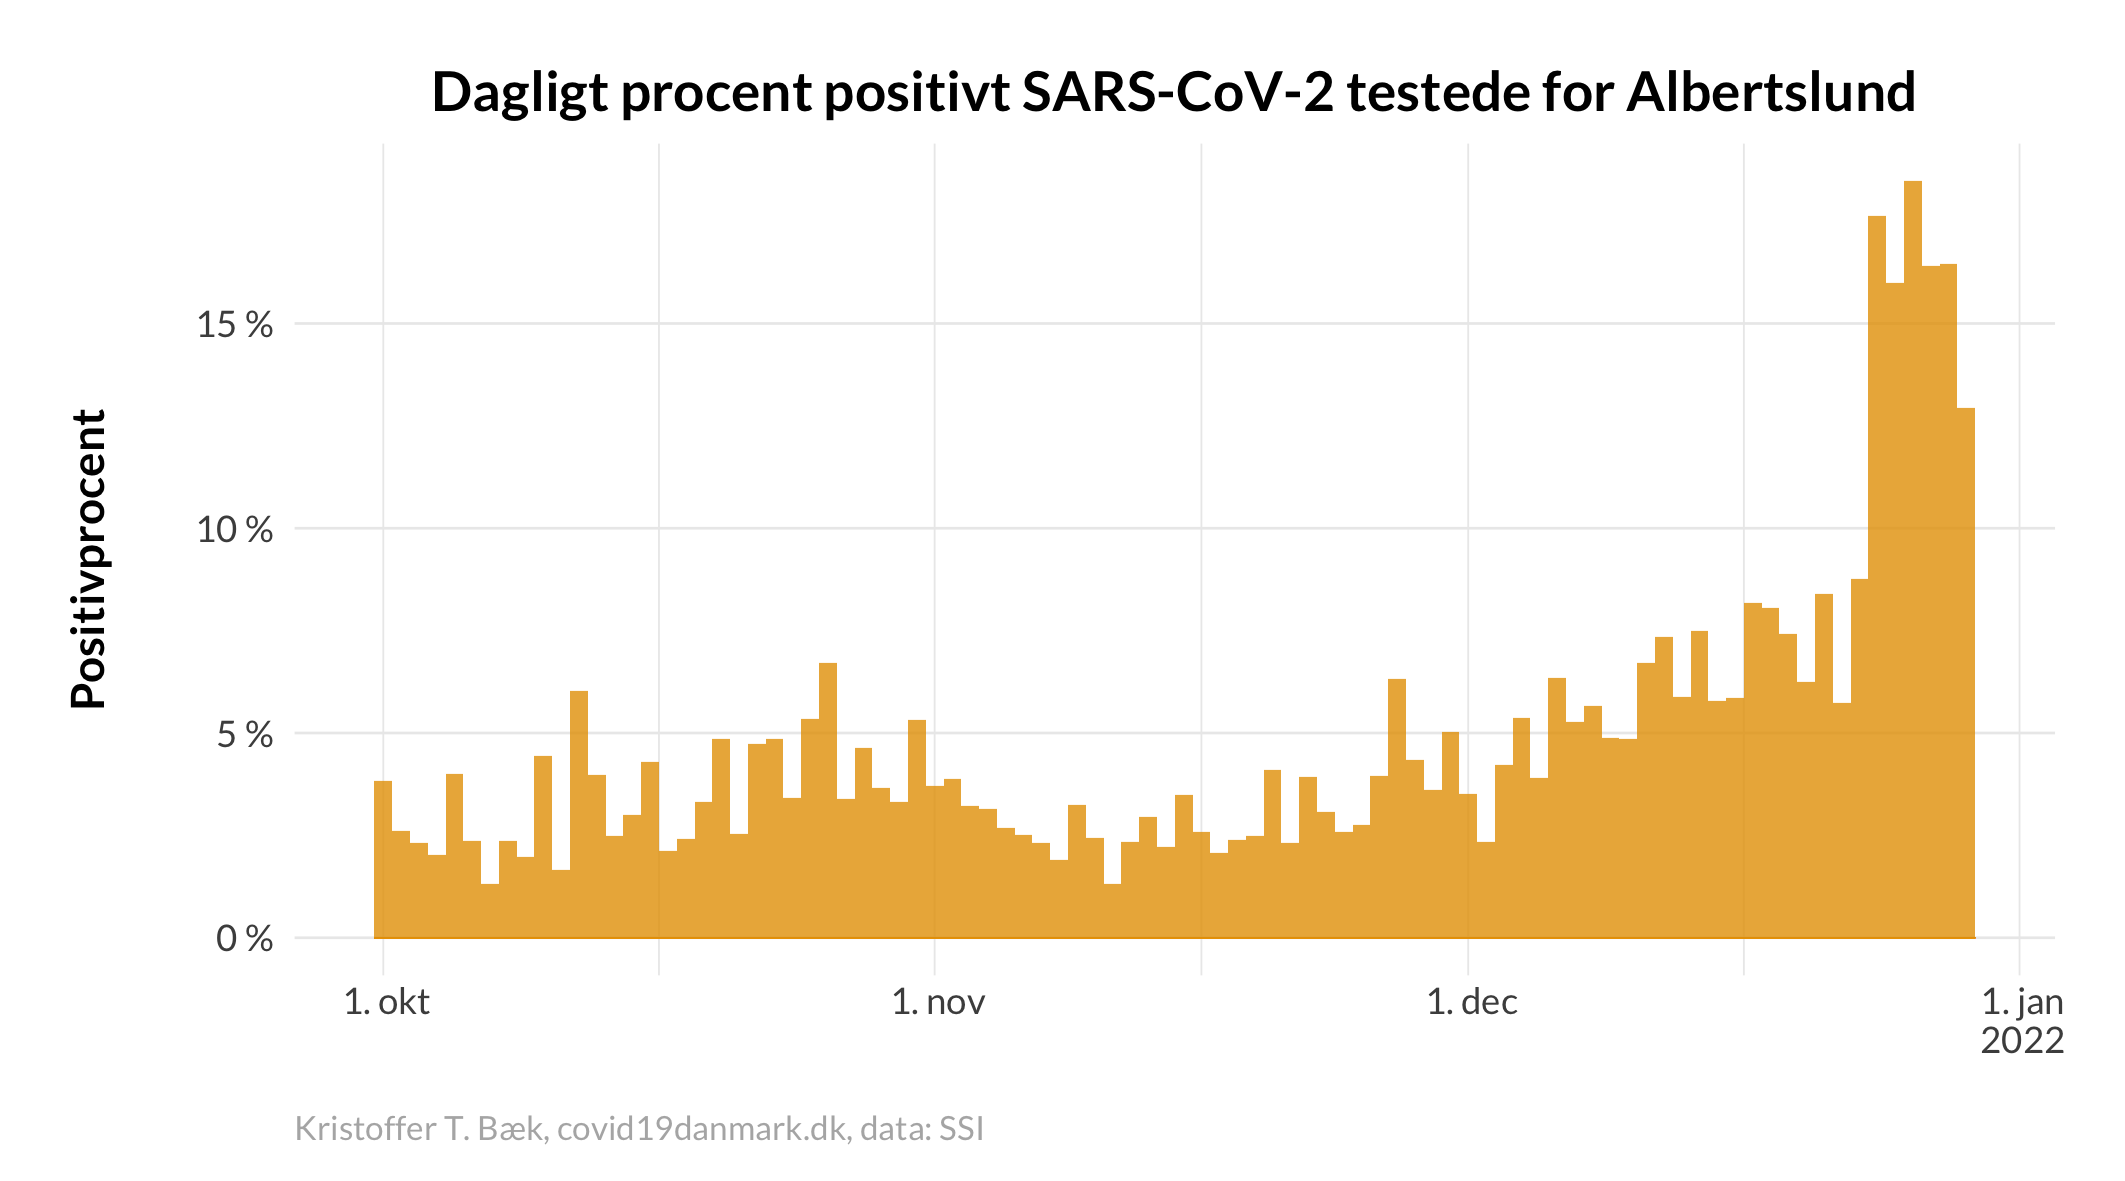 Dagligt procent positivt SARS-CoV-2 testede for Albertslund
Positivprocent
15 %
10 %
5 %
0 %
1. okt
1. nov
1. dec
1. jan
2022
Kristoffer T. Bæk, covid19danmark.dk, data: SSI